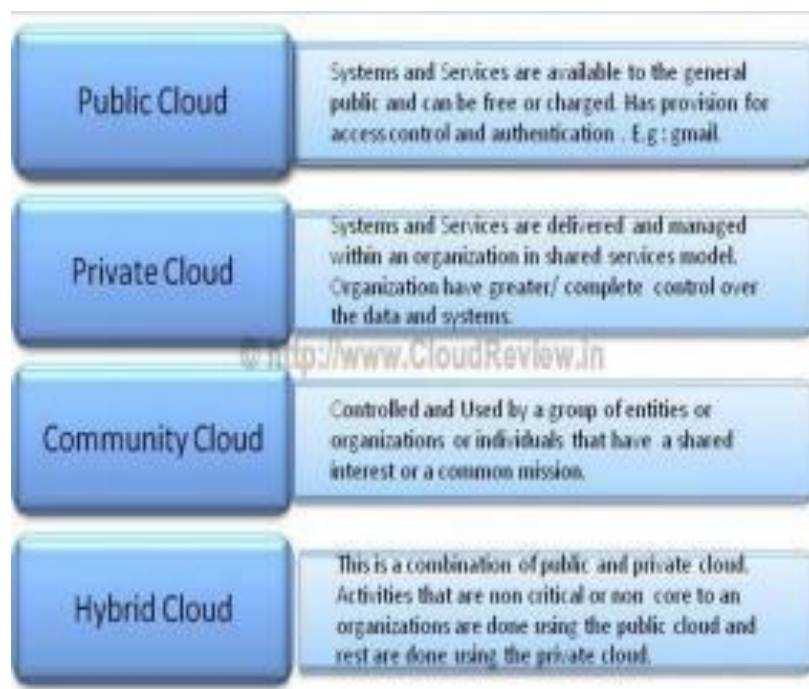 Public Cloud
Systems and Services are available to the general
public and can be free or charged. Has provision for
access control and authentication . E.g : gmail.
Private Cloud
Systems and Services are delivered and managed
within an organization in shared services model.
Organization have greater/ complete control over
the data and systems.
© http://www.CloudReview.in
Community Cloud
Controlled and Used by a group of entities or
organizations or individuals that have a shared
interest or a common mission.
Hybrid Cloud
This is a combination of public and private cloud.
Activities that are non critical or non core to an
organizations are done using the public cloud and
rest are done using the private cloud.